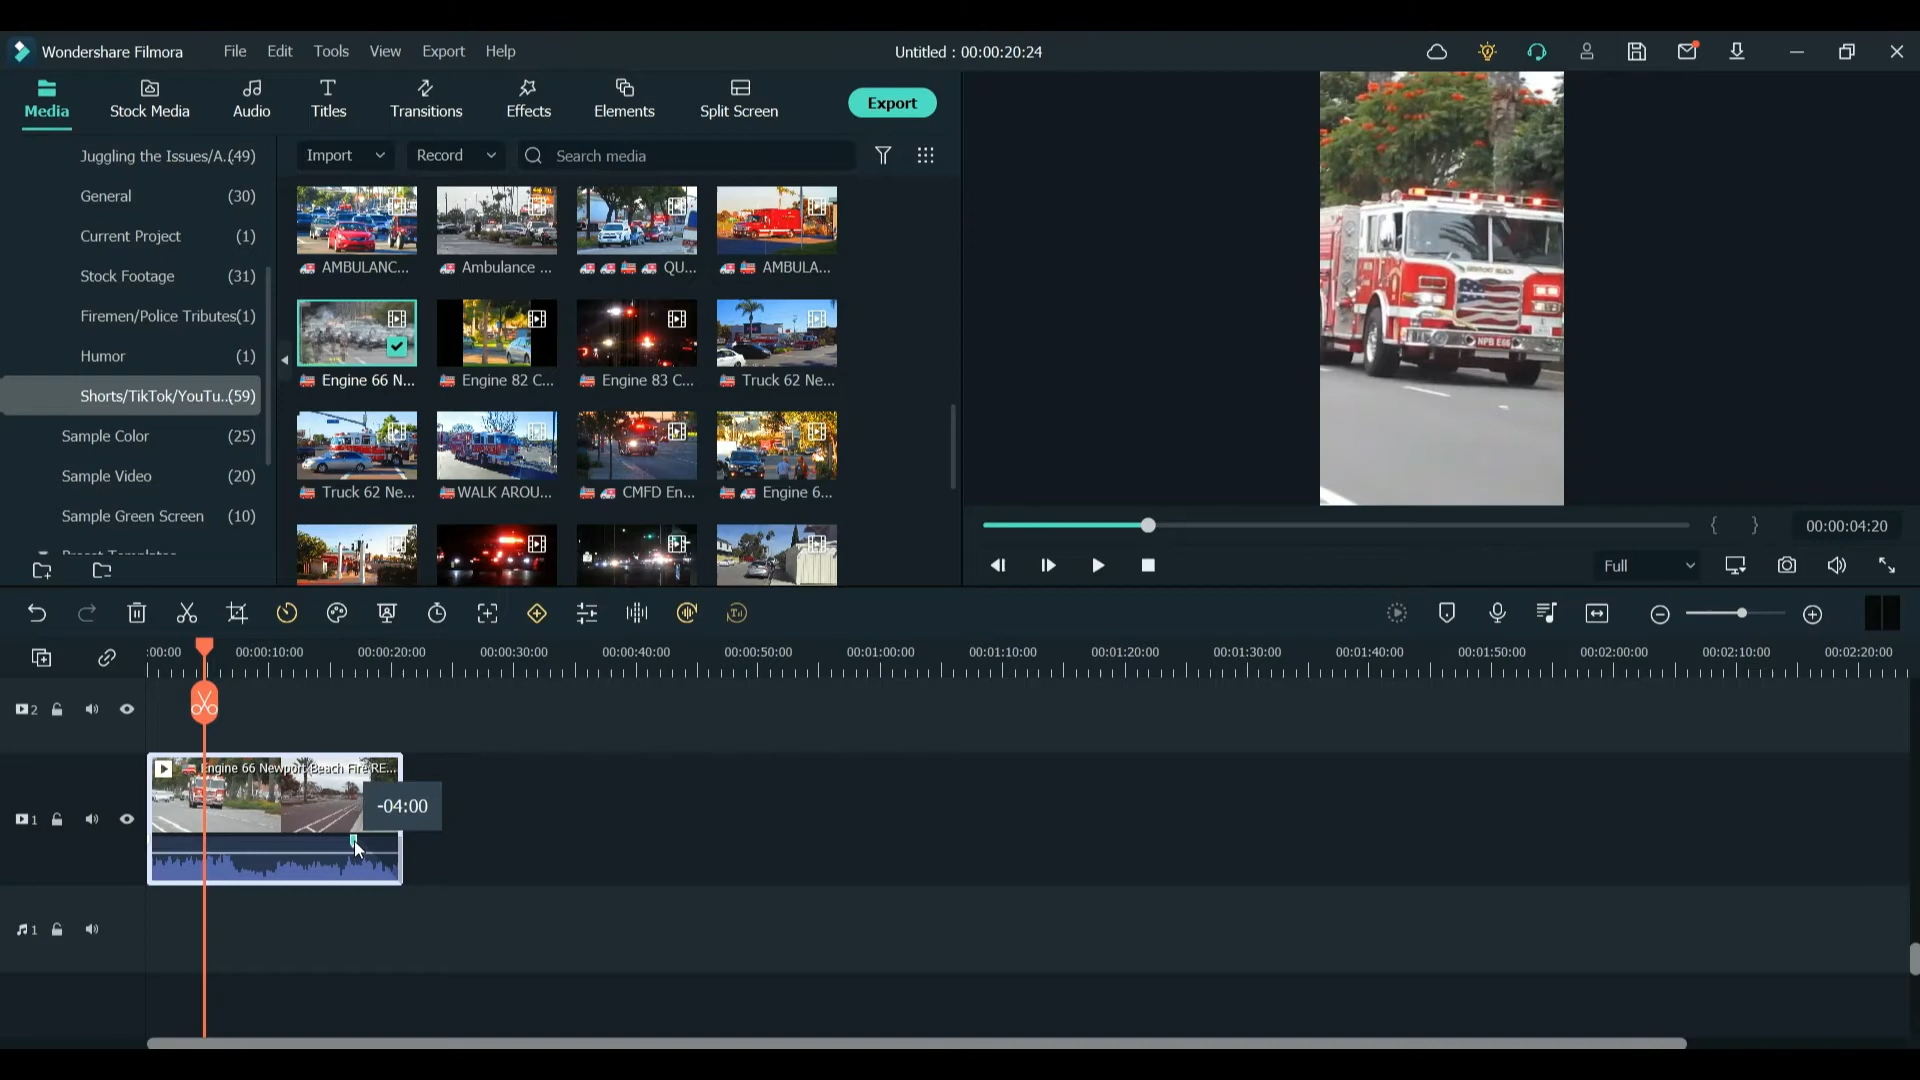 Wondershare Filmora File Edit Tools View Export Help Untitled : 00:00:20:24
Media Stock Media Audio Titles Transitions Effects Elements Split Screen Export
Juggling the Issues/A..(49)
General (30)
Current Project (1)
Stock Footage (31)
Firemen/Police Tributes(1)
Humor (1)
Shorts/TikTok/YouTu..(59)
Sample Color (25)
Sample Video (20)
Sample Green Screen (10)
Import Record Search media
AMBULANC... Ambulance ... QU... AMBULA...
Engine 66 N... Engine 82 C... Engine 83 C... Truck 62 Ne...
Truck 62 Ne... WALK AROU... CMFD En... Engine 6...
NEWPORT BEACH
NPB E66
{ } 00:00:04:20
Full
:00:00 00:00:10:00 00:00:20:00 00:00:30:00 00:00:40:00 00:00:50:00 00:01:00:00 00:01:10:00 00:01:20:00 00:01:30:00 00:01:40:00 00:01:50:00 00:02:00:00 00:02:10:00 00:02:20:00
2
Engine 66 Newport Beach Fire RE...
-04:00
1
1